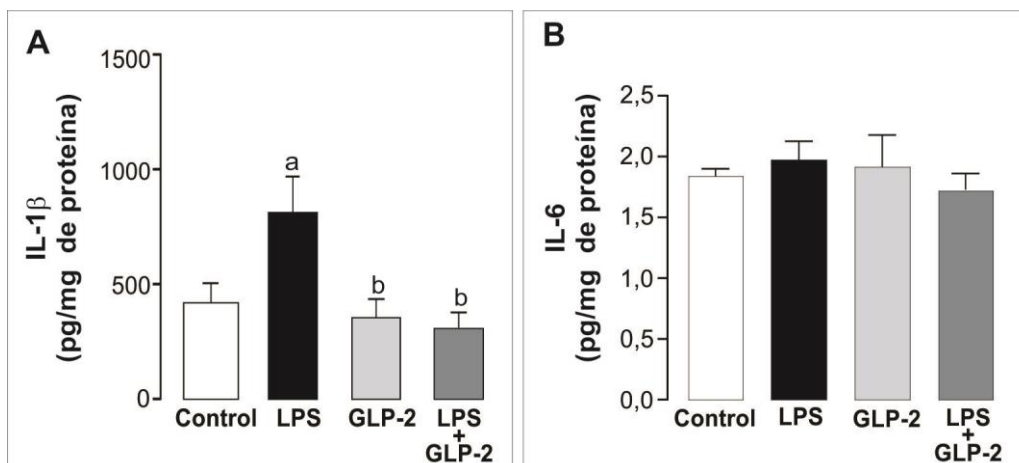 A
IL-1β
(pg/mg de proteína)
1500
1000
500
0
a
b
b
Control
LPS
GLP-2
LPS
+
GLP-2
B
IL-6
(pg/mg de proteína)
2,5
2,0
1,5
1,0
0,5
0,0
Control
LPS
GLP-2
LPS
+
GLP-2